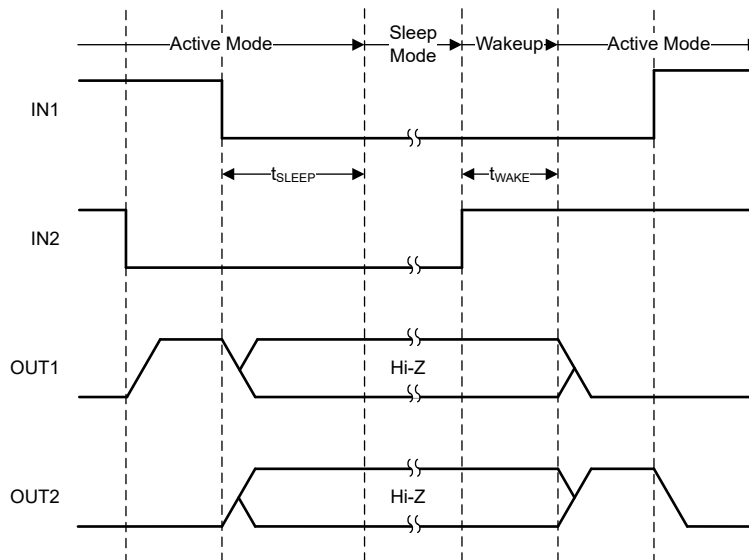 Active Mode
Sleep
Mode
Wakeup
Active Mode
IN1
tSLEEP
tWAKE
IN2
OUT1
Hi-Z
OUT2
Hi-Z